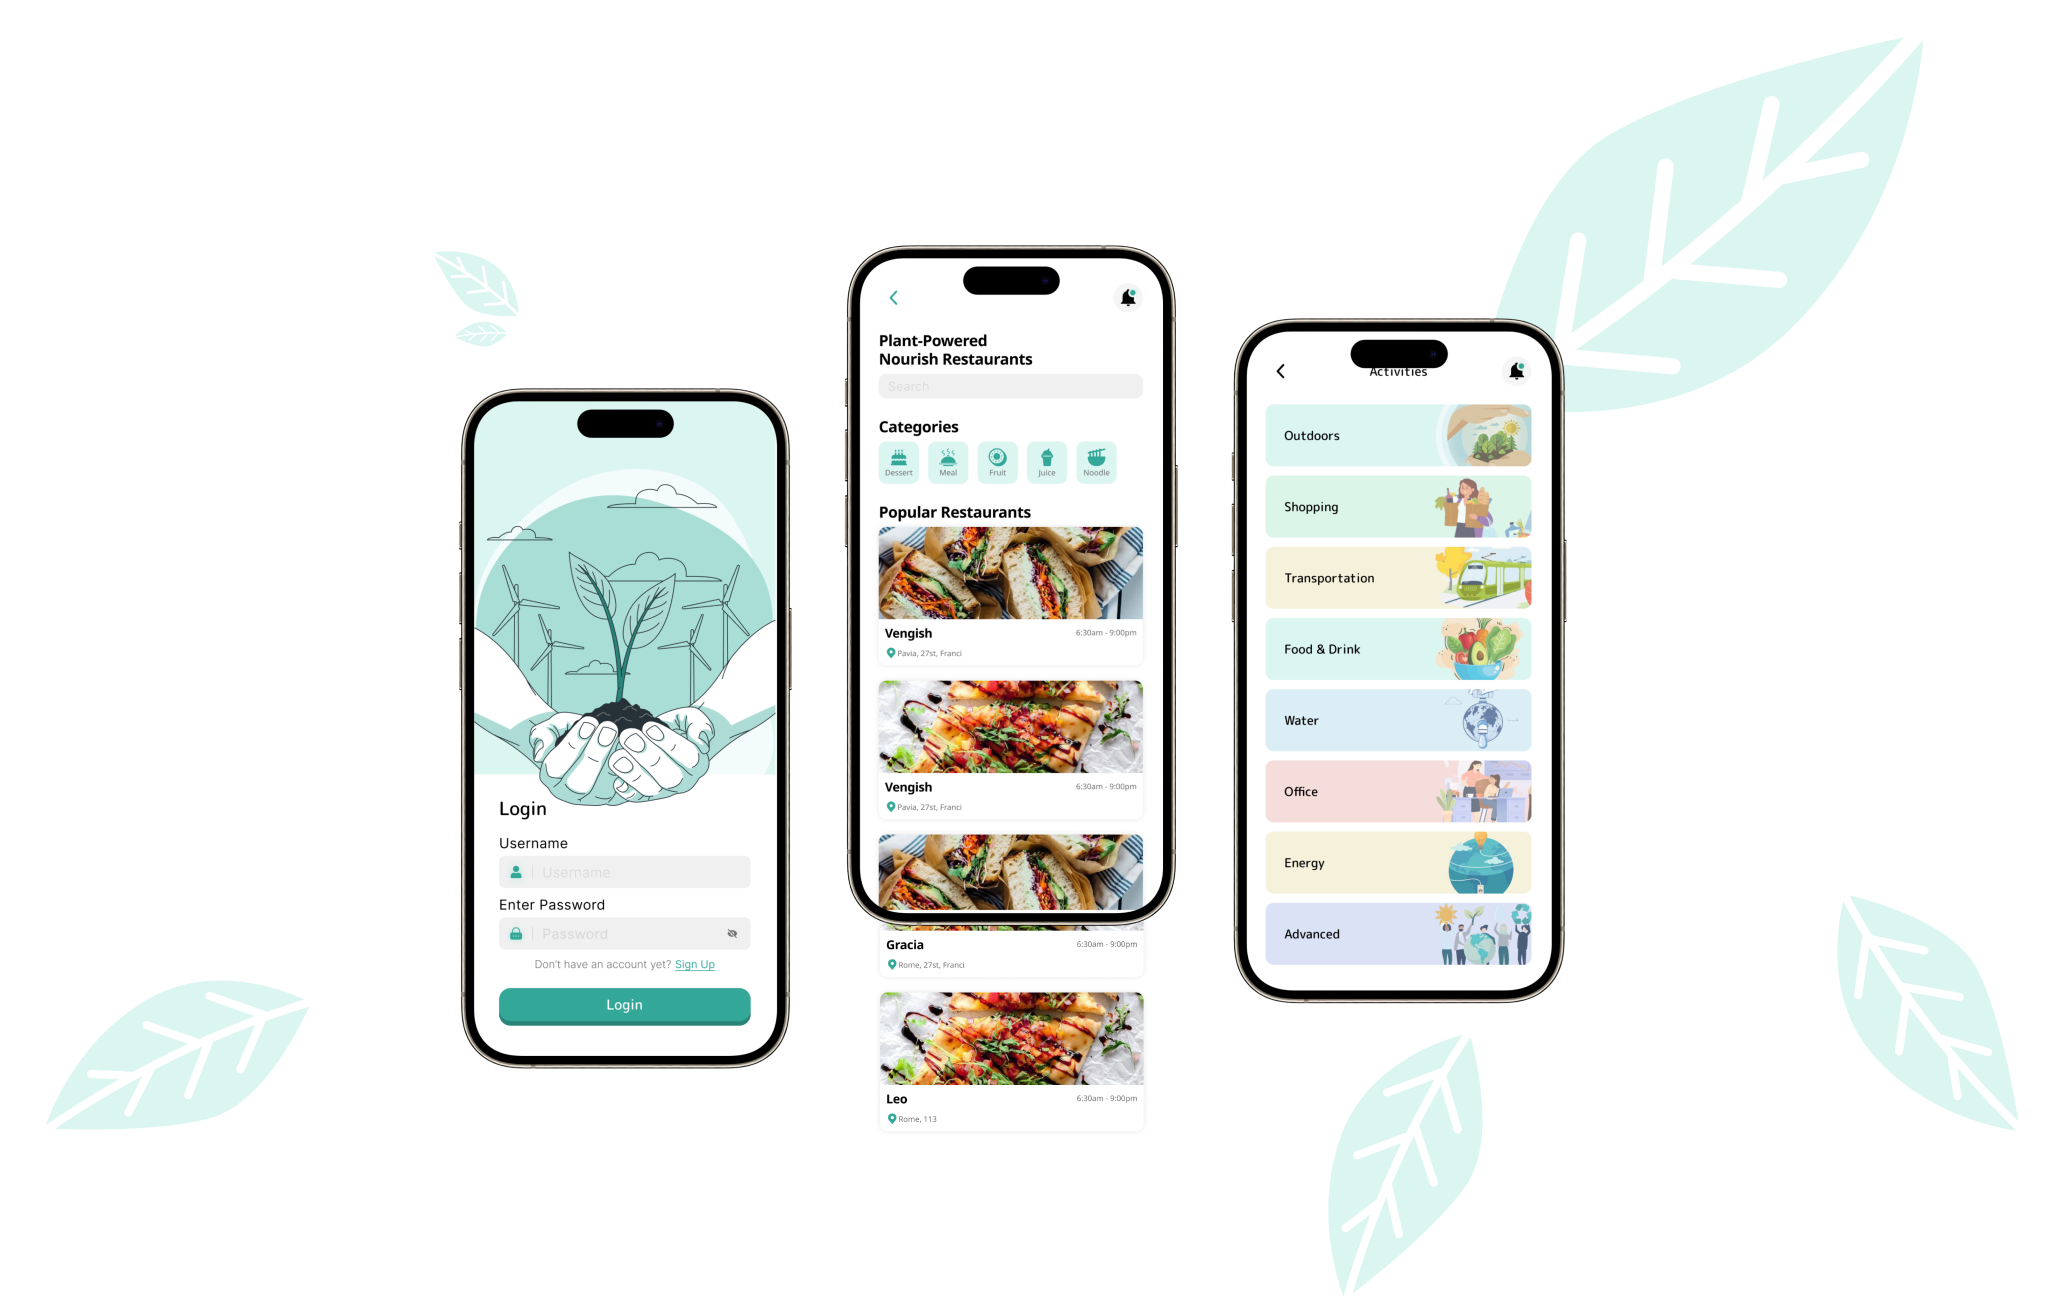 Login
Username
Username
Enter Password
Password
Don't have an account yet? Sign Up
Login
Plant-Powered
Nourish Restaurants
Search
Categories
Dessert
Meal
Fruit
Juice
Noodle
Popular Restaurants
Vengish
6:30am - 9:00pm
Pavia, 27st, Franci
Vengish
6:30am - 9:00pm
Pavia, 27st, Franci
Gracia
6:30am - 9:00pm
Rome, 27st, Franci
Leo
6:30am - 9:00pm
Rome, 113
Activities
Outdoors
Shopping
Transportation
Food & Drink
Water
Office
Energy
Advanced